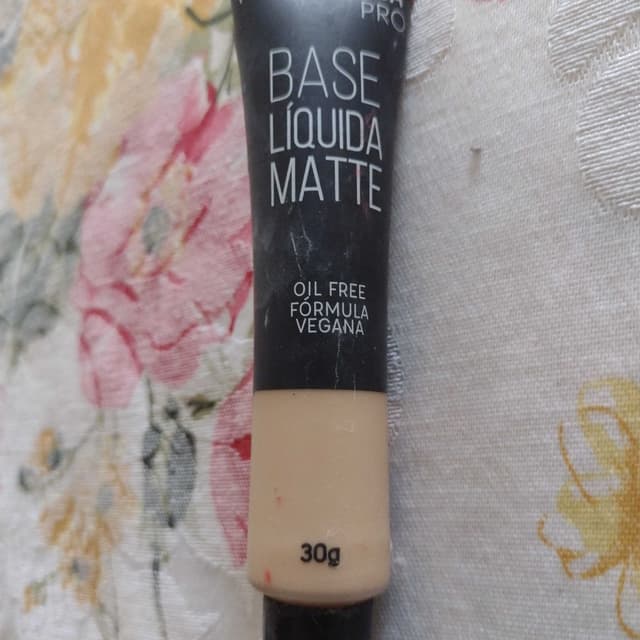 PRO
BASE
LÍQUIDA
MATTE
OIL FREE
FÓRMULA
VEGANA
30g